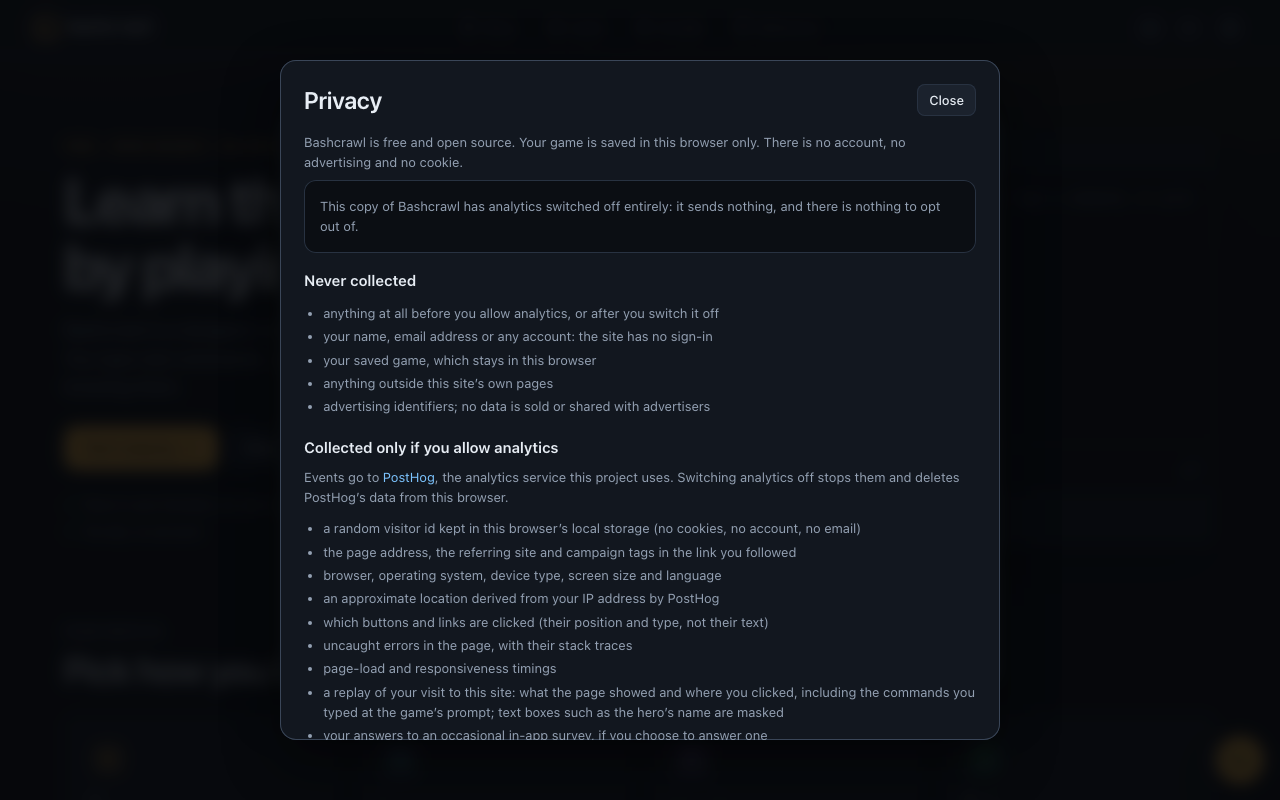 Privacy
Close
Bashcrawl is free and open source. Your game is saved in this browser only. There is no account, no
advertising and no cookie.
This copy of Bashcrawl has analytics switched off entirely: it sends nothing, and there is nothing to opt
out of.
Never collected
• anything at all before you allow analytics, or after you switch it off
• your name, email address or any account: the site has no sign-in
• your saved game, which stays in this browser
• anything outside this site’s own pages
• advertising identifiers; no data is sold or shared with advertisers
Collected only if you allow analytics
Events go to PostHog, the analytics service this project uses. Switching analytics off stops them and deletes
PostHog’s data from this browser.
• a random visitor id kept in this browser’s local storage (no cookies, no account, no email)
• the page address, the referring site and campaign tags in the link you followed
• browser, operating system, device type, screen size and language
• an approximate location derived from your IP address by PostHog
• which buttons and links are clicked (their position and type, not their text)
• uncaught errors in the page, with their stack traces
• page-load and responsiveness timings
• a replay of your visit to this site: what the page showed and where you clicked, including the commands you
typed at the game’s prompt; text boxes such as the hero’s name are masked
• your answers to an occasional in-app survey, if you choose to answer one
Learn th
by playi
Pick how you